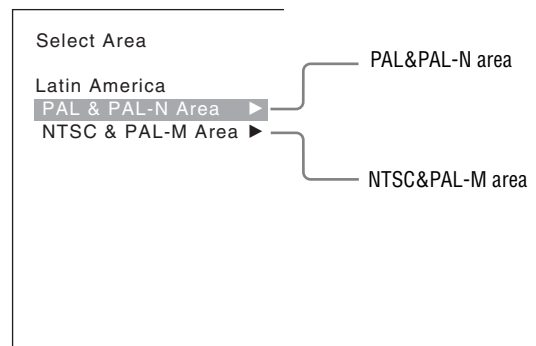 Select Area
PAL&PAL-N area
Latin America
PAL & PAL-N Area ▶
NTSC & PAL-M Area ▶
NTSC&PAL-M area